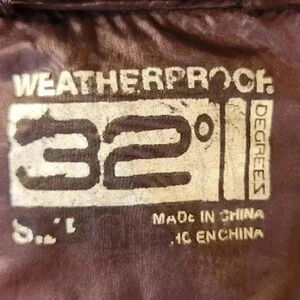 WEATHERPROOF
32°
DEGREES
MADE IN CHINA
EN CHINA